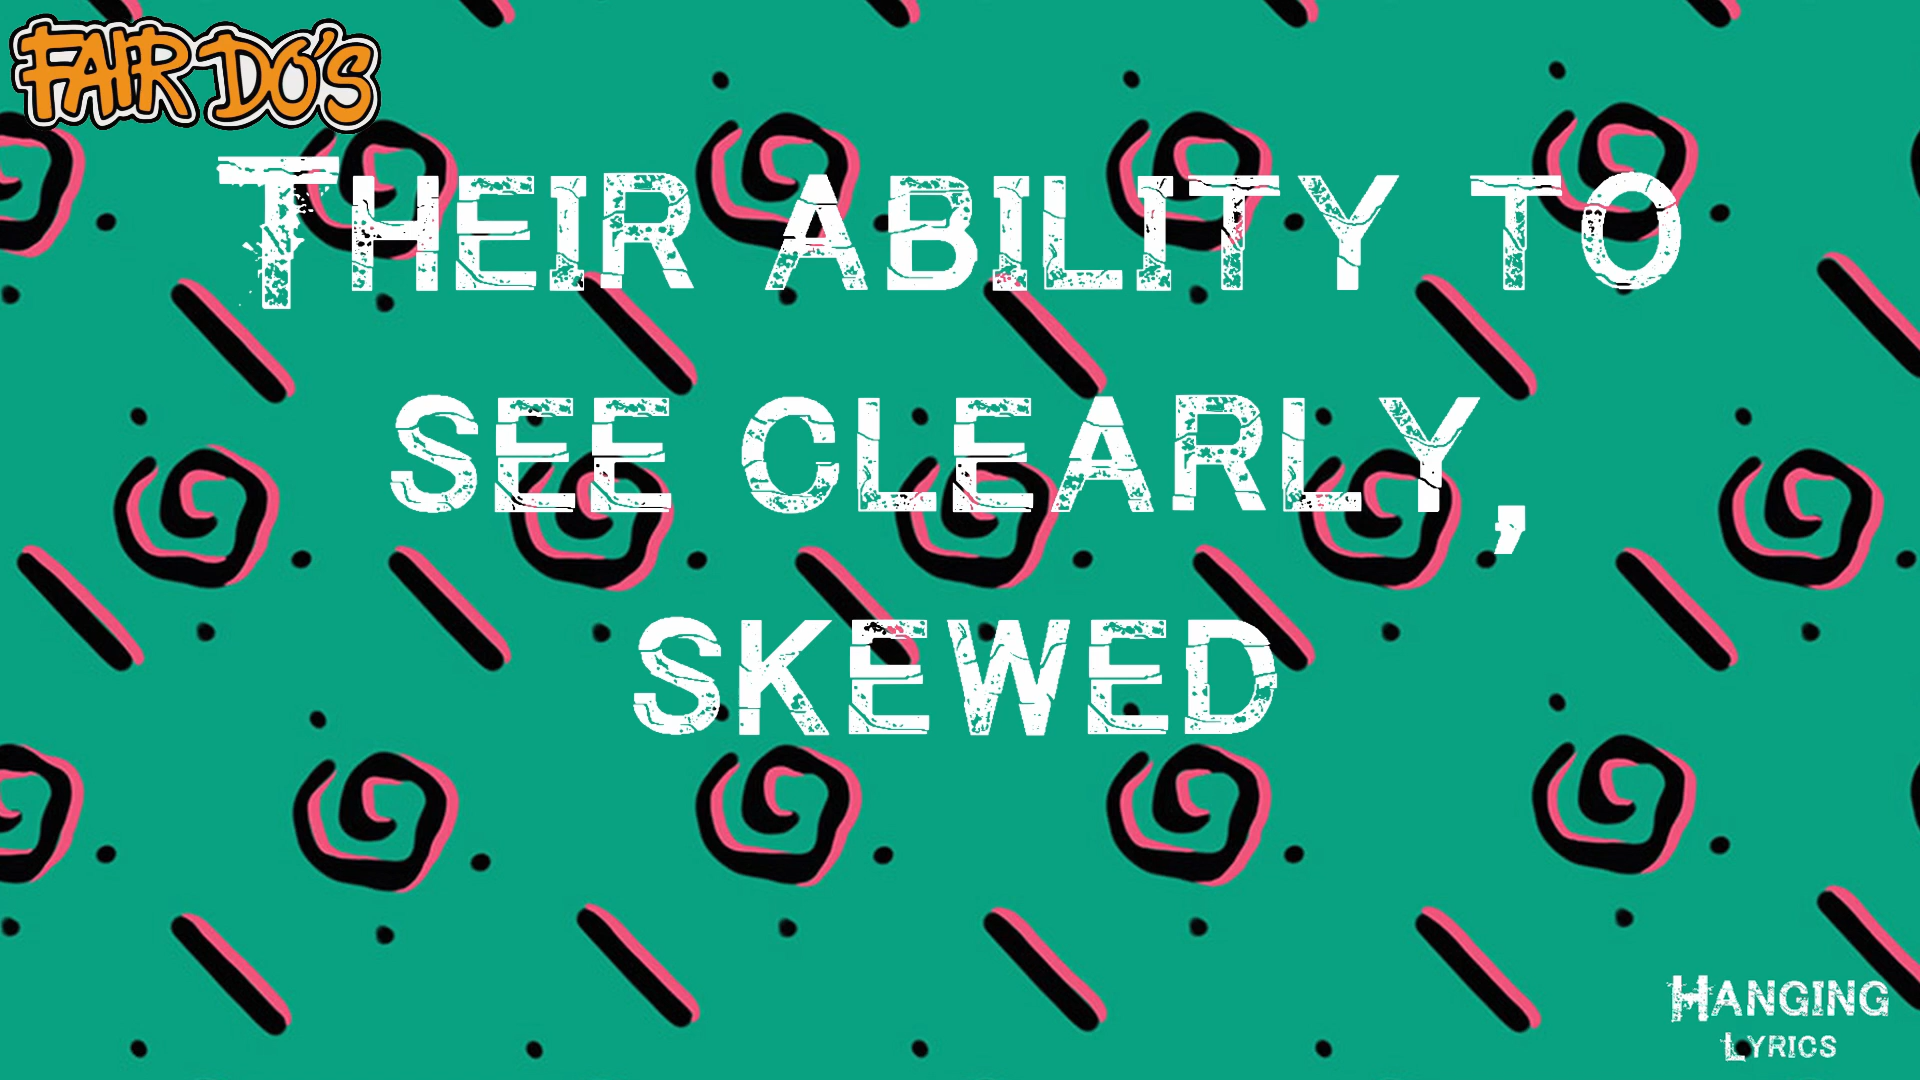 FAIR DO'S
Their ability to
see clearly,
skewed
Hanging
Lyrics